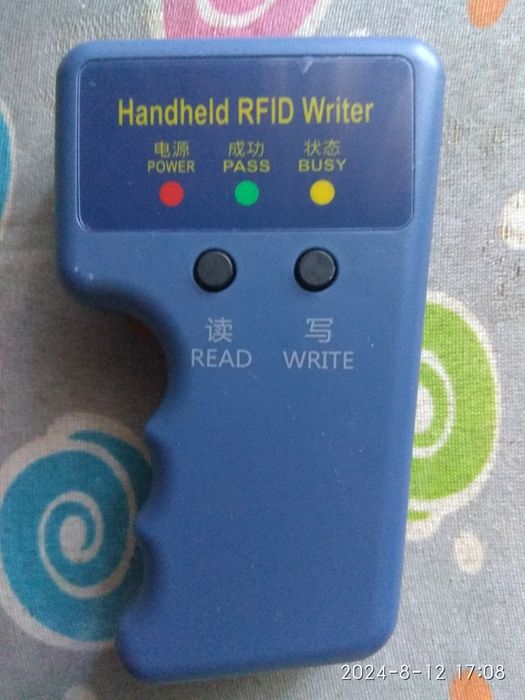 Handheld RFID Writer
电源 成功 状态
POWER PASS BUSY
读 写
READ WRITE
2024-8-12 17:08